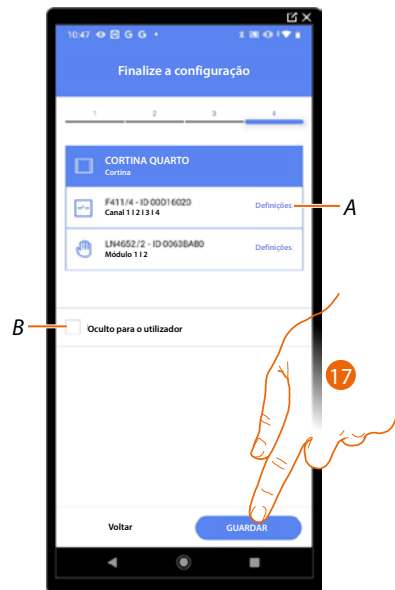 10:47 G G
Finalize a configuração
1 2 3 4
CORTINA QUARTO
Cortina
F411/4 - ID 00D16020
Canal 1 I 2 I 3 I 4
Definições
A
LN4652/2 - ID 0063BA80
Módulo 1 I 2
Definições
B
Oculto para o utilizador
17
Voltar
GUARDAR